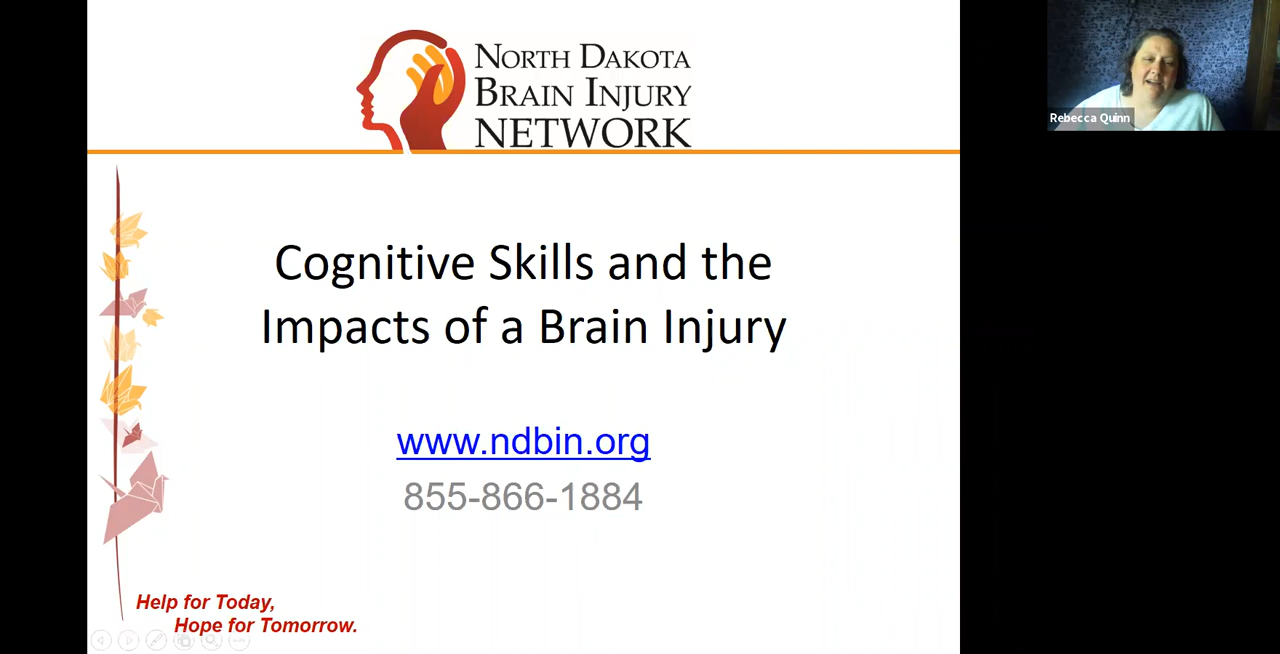 NORTH DAKOTA
BRAIN INJURY
NETWORK
Rebecca Quinn
Cognitive Skills and the
Impacts of a Brain Injury
www.ndbin.org
855-866-1884
Help for Today,
Hope for Tomorrow.